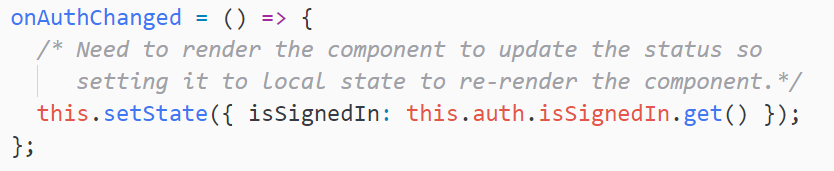 onAuthChanged = () => {
/* Need to render the component to update the status so
setting it to local state to re-render the component.*/
this.setState({ isSignedIn: this.auth.isSignedIn.get() });
};